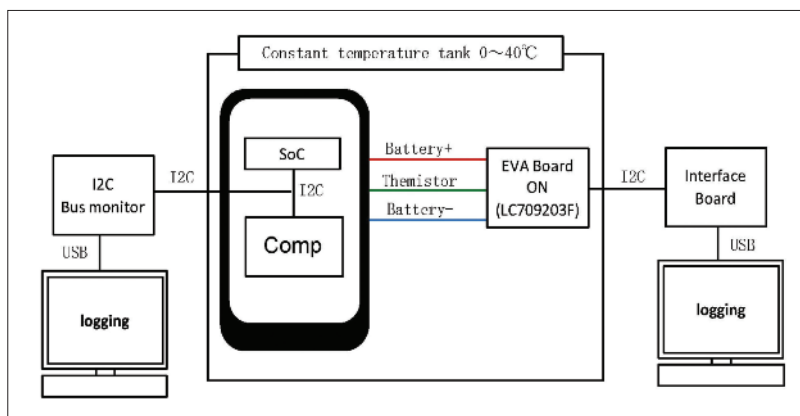 Constant temperature tank 0～40℃
SoC
I2C
Comp
Battery+
Themistor
Battery-
EVA Board
ON
(LC709203F)
I2C
Bus monitor
I2C
USB
logging
I2C
Interface
Board
USB
logging